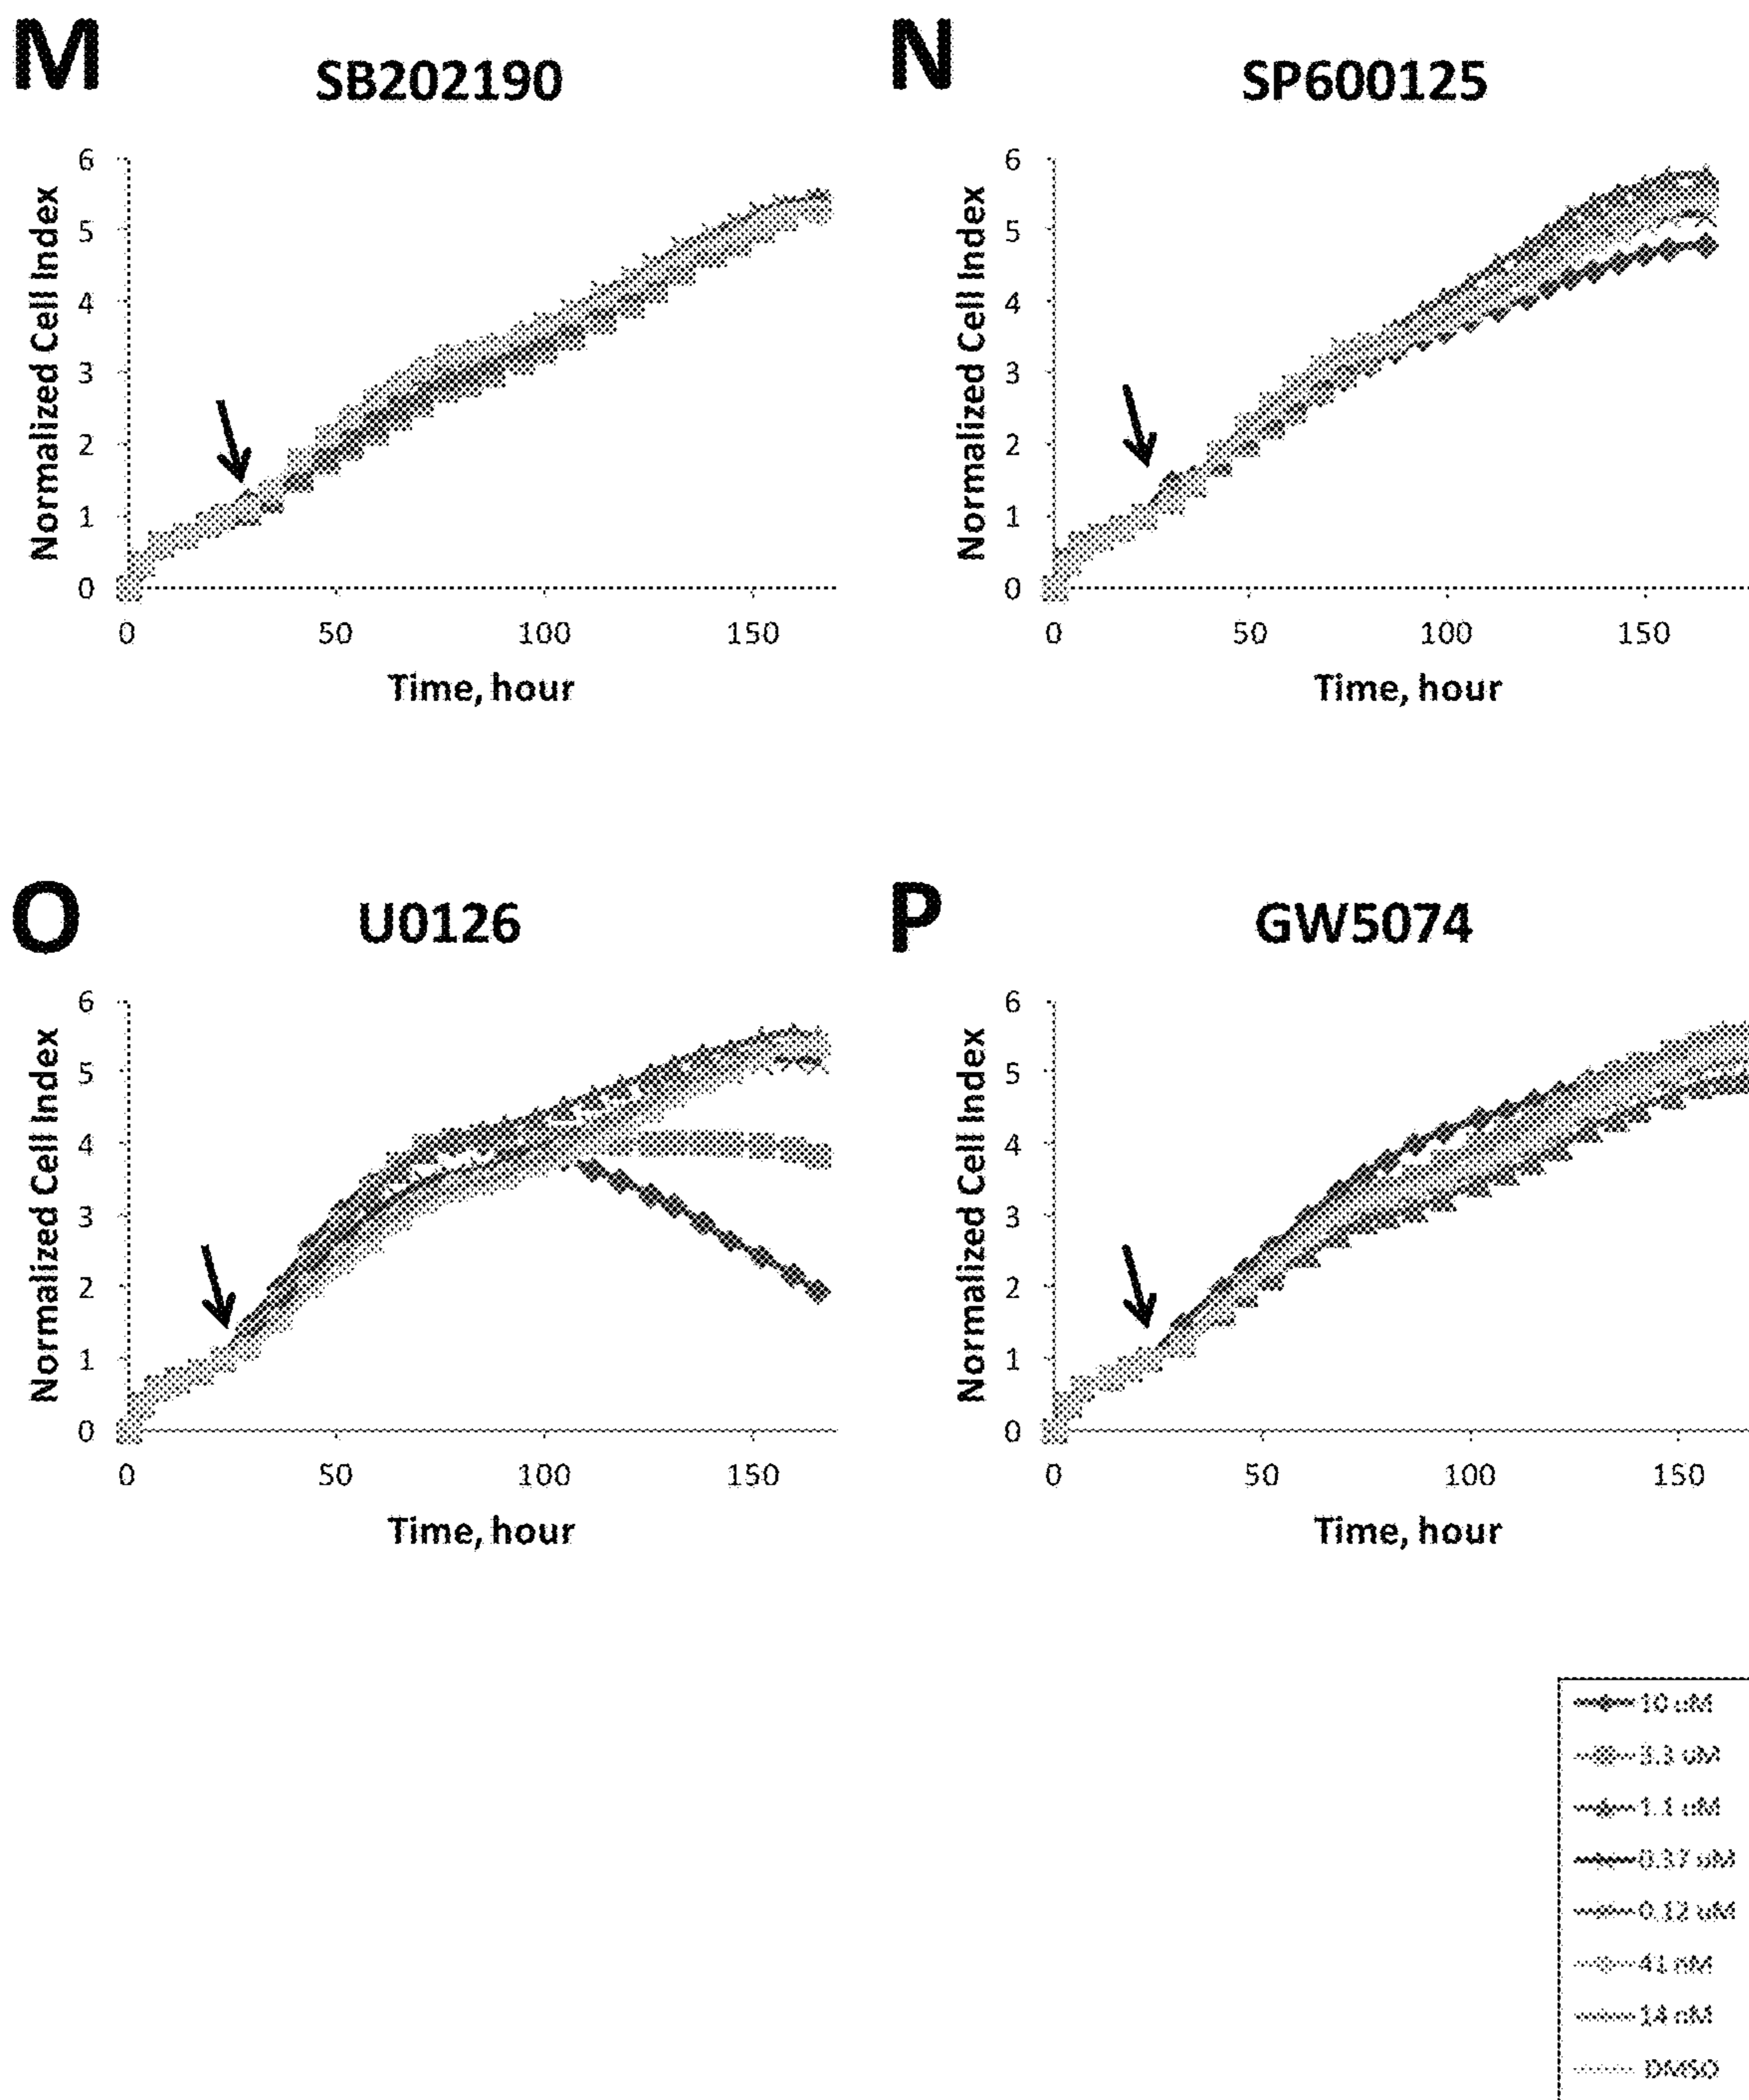 M
SB202190
Normalized Cell Index
6
5
4
3
2
1
0
0 50 100 150
Time, hour
N
SP600125
Normalized Cell Index
6
5
4
3
2
1
0
0 50 100 150
Time, hour
O
U0126
Normalized Cell Index
6
5
4
3
2
1
0
0 50 100 150
Time, hour
P
GW5074
Normalized Cell Index
6
5
4
3
2
1
0
0 50 100 150
Time, hour
10 uM
3.3 uM
1.1 uM
0.37 uM
0.12 uM
41 nM
14 nM
DMSO